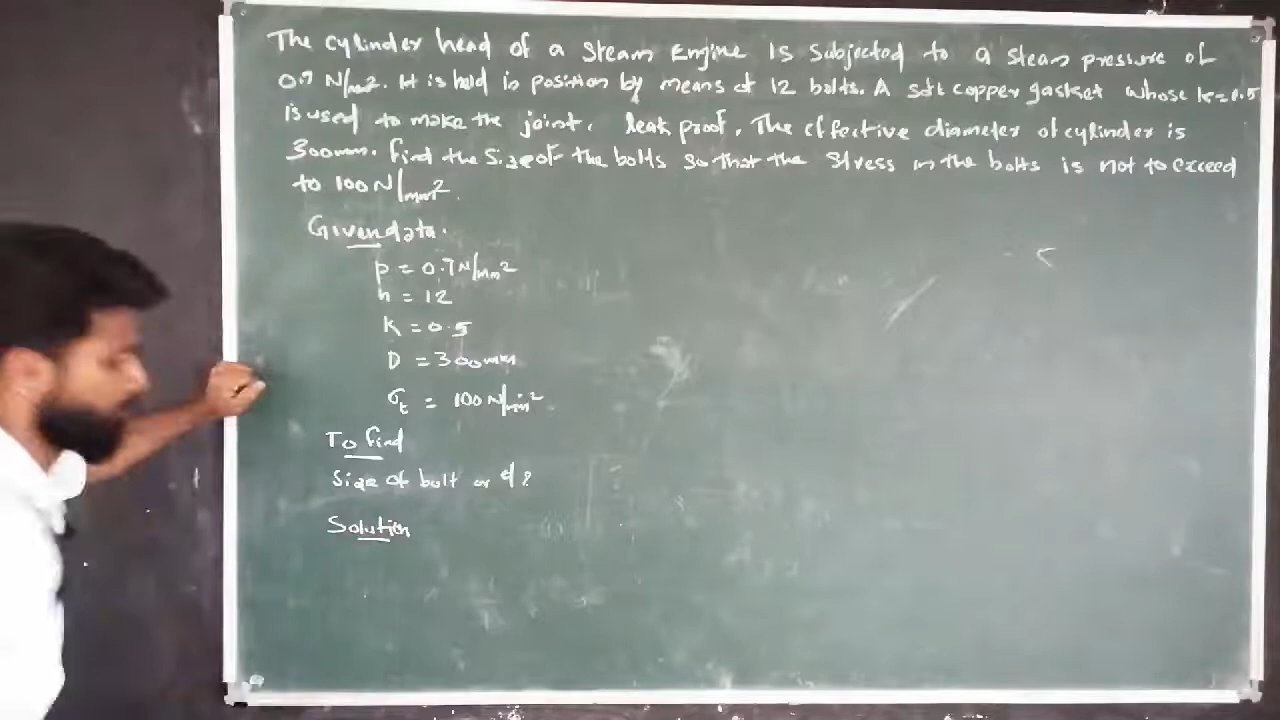 The cylinder head of a Steam Engine is subjected to a steam pressure of
0.7 N/mm². It is held in position by means of 12 bolts. A soft copper gasket whose k=0.5
is used to make the joint. leak proof. The effective diameter of cylinder is
300mm. find the Size of the bolts so that the Stress in the bolts is not to exceed
to 100 N/mm².
Given data.
p = 0.7 N/mm²
n = 12
K = 0.5
D = 300mm
σt = 100 N/mm².
To find
Size of bolt or d?
Solution